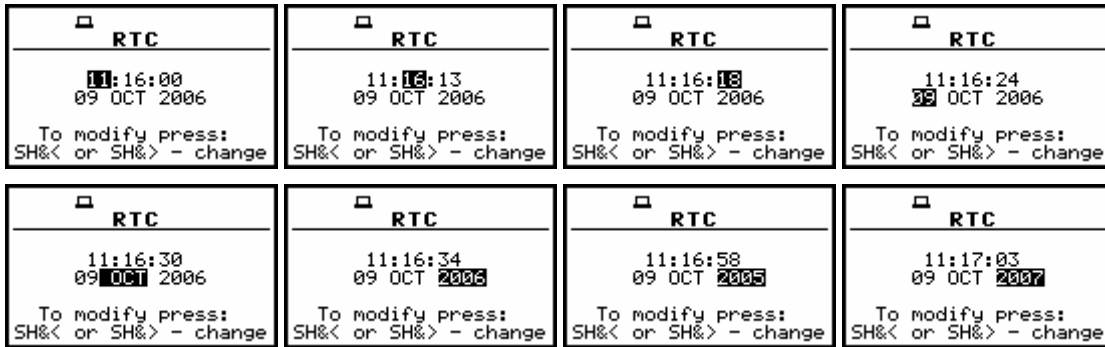 RTC
11:16:00
09 OCT 2006
To modify press:
SH&< or SH&> - change
RTC
11:16:13
09 OCT 2006
To modify press:
SH&< or SH&> - change
RTC
11:16:18
09 OCT 2006
To modify press:
SH&< or SH&> - change
RTC
11:16:24
09 OCT 2006
To modify press:
SH&< or SH&> - change
RTC
11:16:30
09 OCT 2006
To modify press:
SH&< or SH&> - change
RTC
11:16:34
09 OCT 2006
To modify press:
SH&< or SH&> - change
RTC
11:16:58
09 OCT 2005
To modify press:
SH&< or SH&> - change
RTC
11:17:03
09 OCT 2007
To modify press:
SH&< or SH&> - change